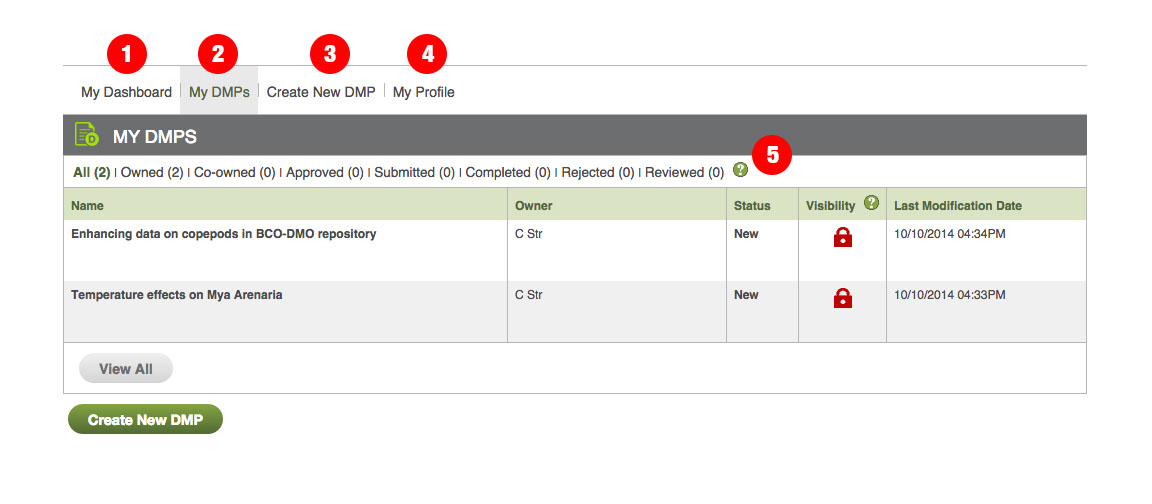 1 2 3 4
My Dashboard | My DMPs | Create New DMP | My Profile
D MY DMPS
5
All (2) | Owned (2) | Co-owned (0) | Approved (0) | Submitted (0) | Completed (0) | Rejected (0) | Reviewed (0) ?
Name Owner Status Visibility ? Last Modification Date
Enhancing data on copepods in BCO-DMO repository C Str New 10/10/2014 04:34PM
Temperature effects on Mya Arenaria C Str New 10/10/2014 04:33PM
View All
Create New DMP